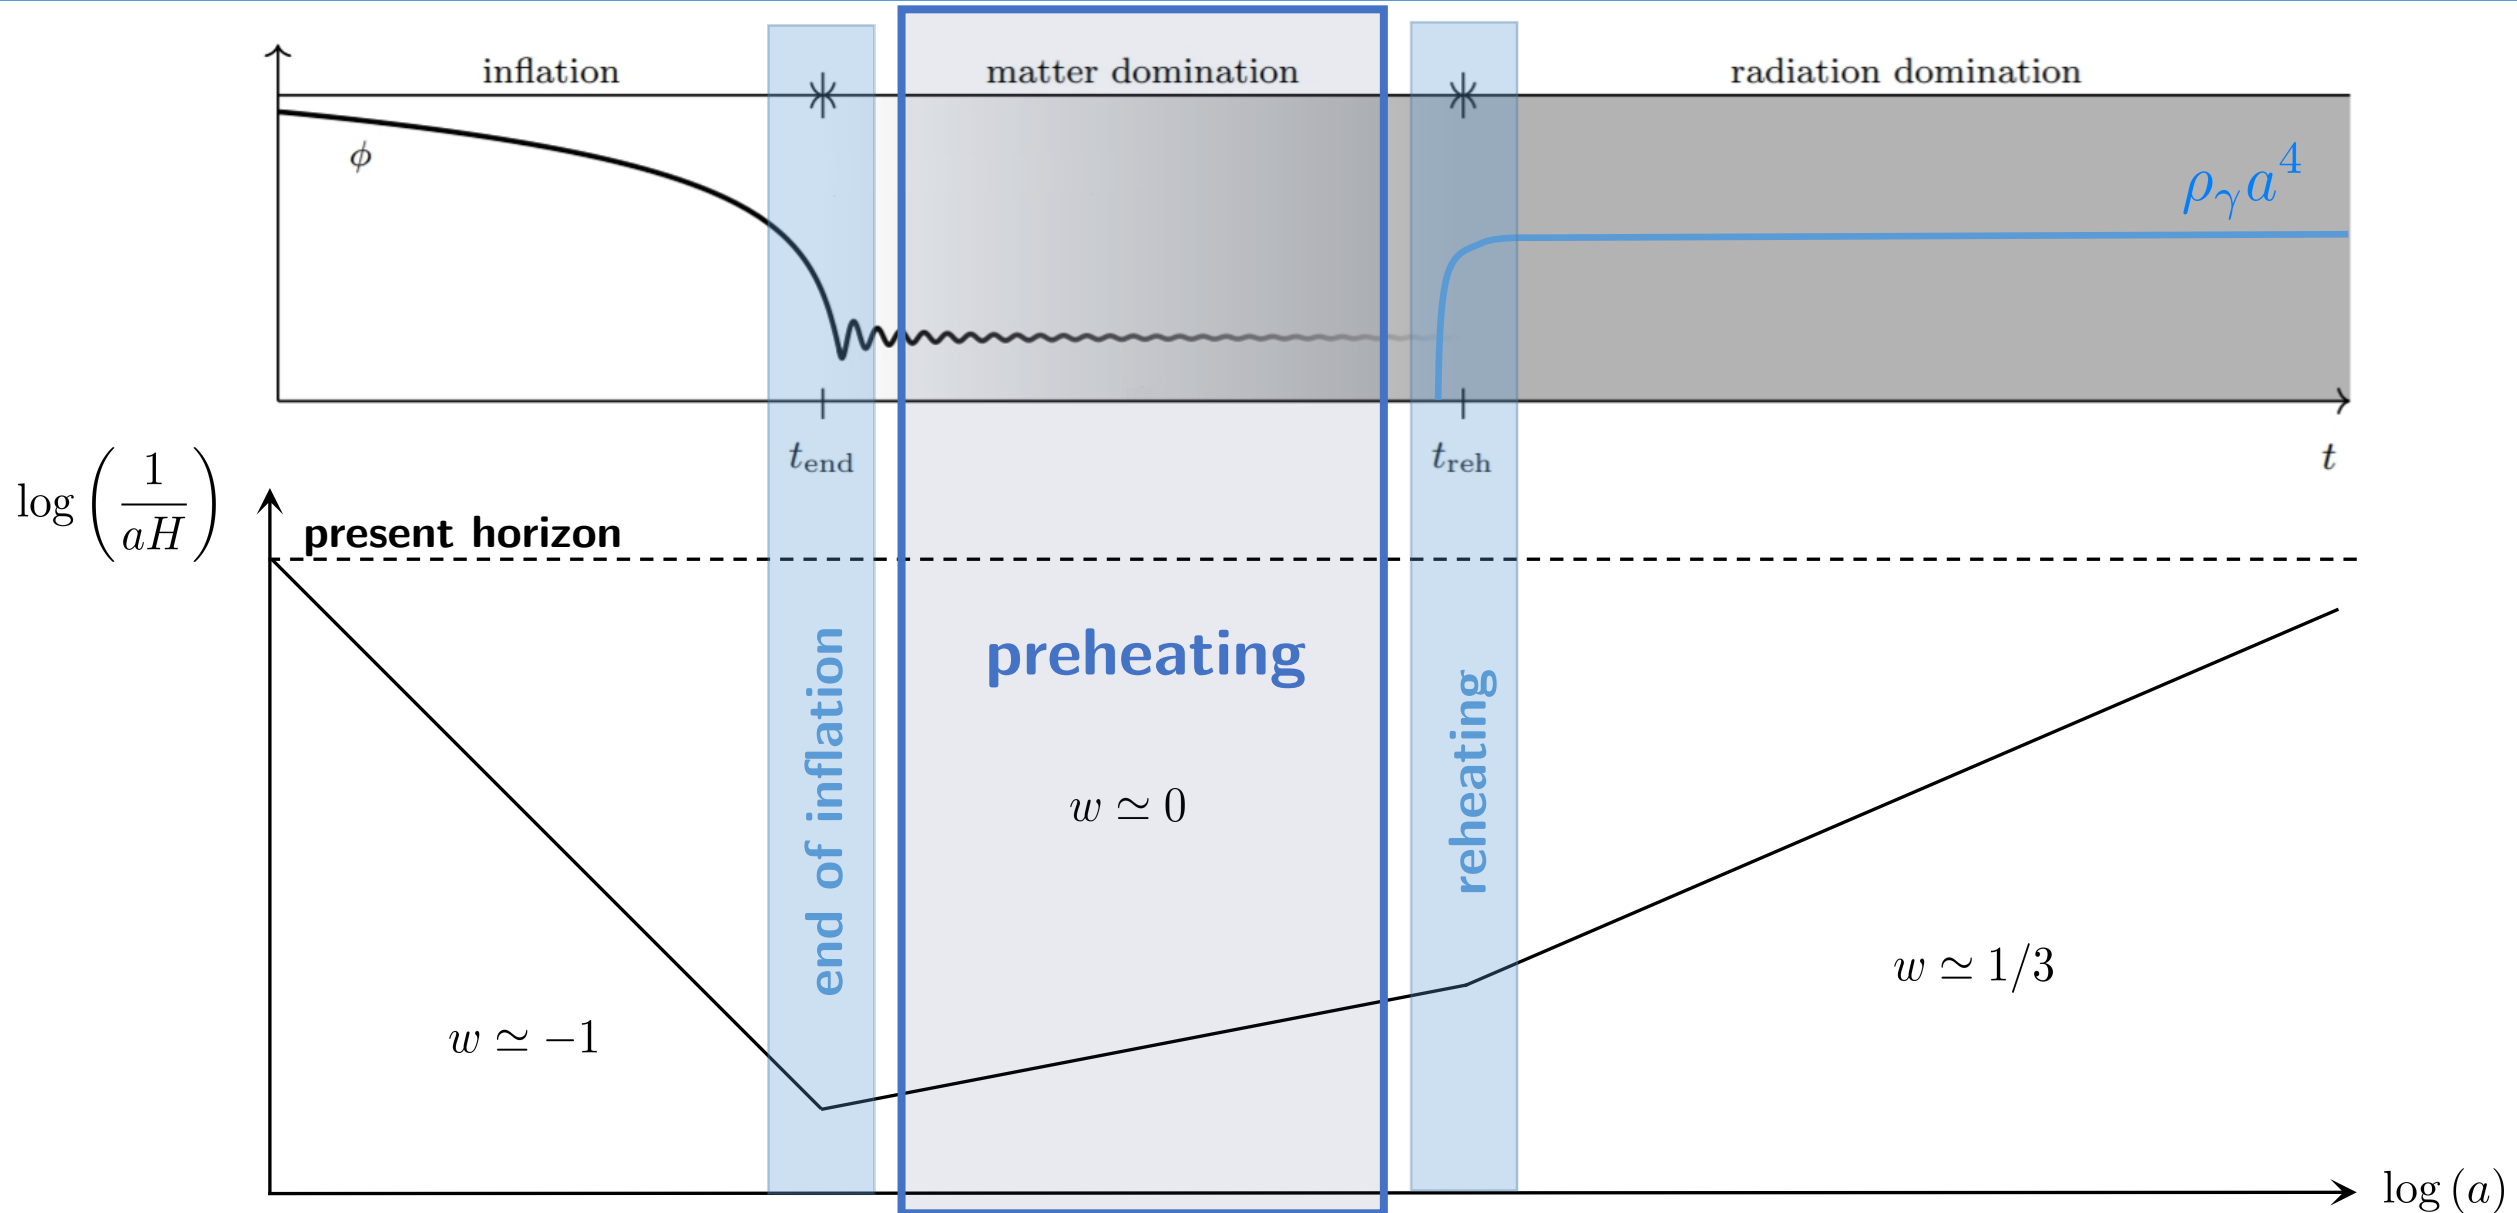 inflation
matter domination
radiation domination
ϕ
ρ_γ a^4
t_end
t_reh
t
log(1/aH)
present horizon
end of inflation
preheating
reheating
w ≃ 0
w ≃ 1/3
w ≃ −1
log (a)